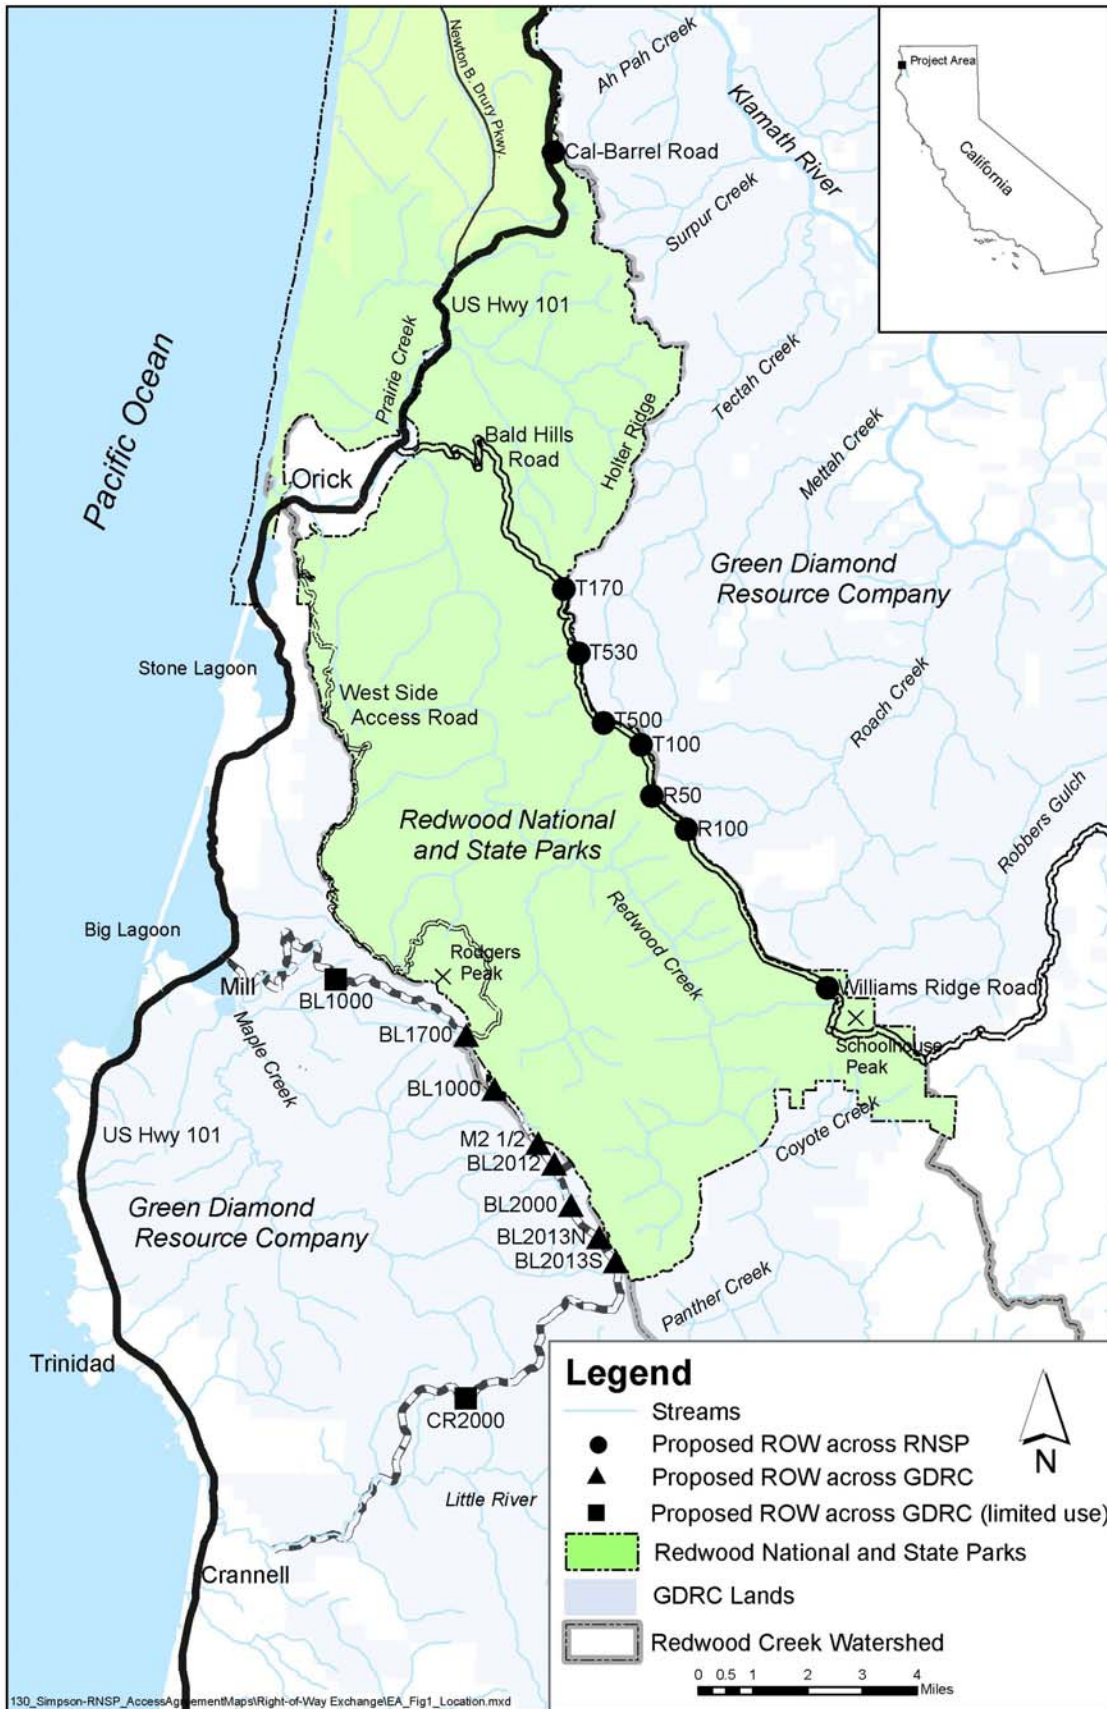 Newton B. Drury Pkwy.
Ah Pah Creek
Klamath River
Project Area
California
Cal-Barrel Road
Surpur Creek
US Hwy 101
Prairie Creek
Pacific Ocean
Tectah Creek
Holter Ridge
Bald Hills
Road
Mettah Creek
Orick
Green Diamond
Resource Company
T170
T530
Stone Lagoon
West Side
Access Road
Roach Creek
T500
T100
R50
R100
Robbers Gulch
Redwood National
and State Parks
Redwood Creek
Big Lagoon
Rodgers
Peak
Mill
BL1000
Williams Ridge Road
Schoolhouse
Peak
Maple Creek
BL1700
BL1000
Coyote Creek
US Hwy 101
M2 1/2
BL2012
BL2000
BL2013N
BL2013S
Green Diamond
Resource Company
Panther Creek
Trinidad
CR2000
Little River
Crannell
Legend
Streams
Proposed ROW across RNSP
Proposed ROW across GDRC
Proposed ROW across GDRC (limited use)
Redwood National and State Parks
GDRC Lands
Redwood Creek Watershed
N
0 0.5 1 2 3 4
Miles
130_Simpson-RNSP_AccessAgreementMaps\Right-of-Way Exchange\EA_Fig1_Location.mxd